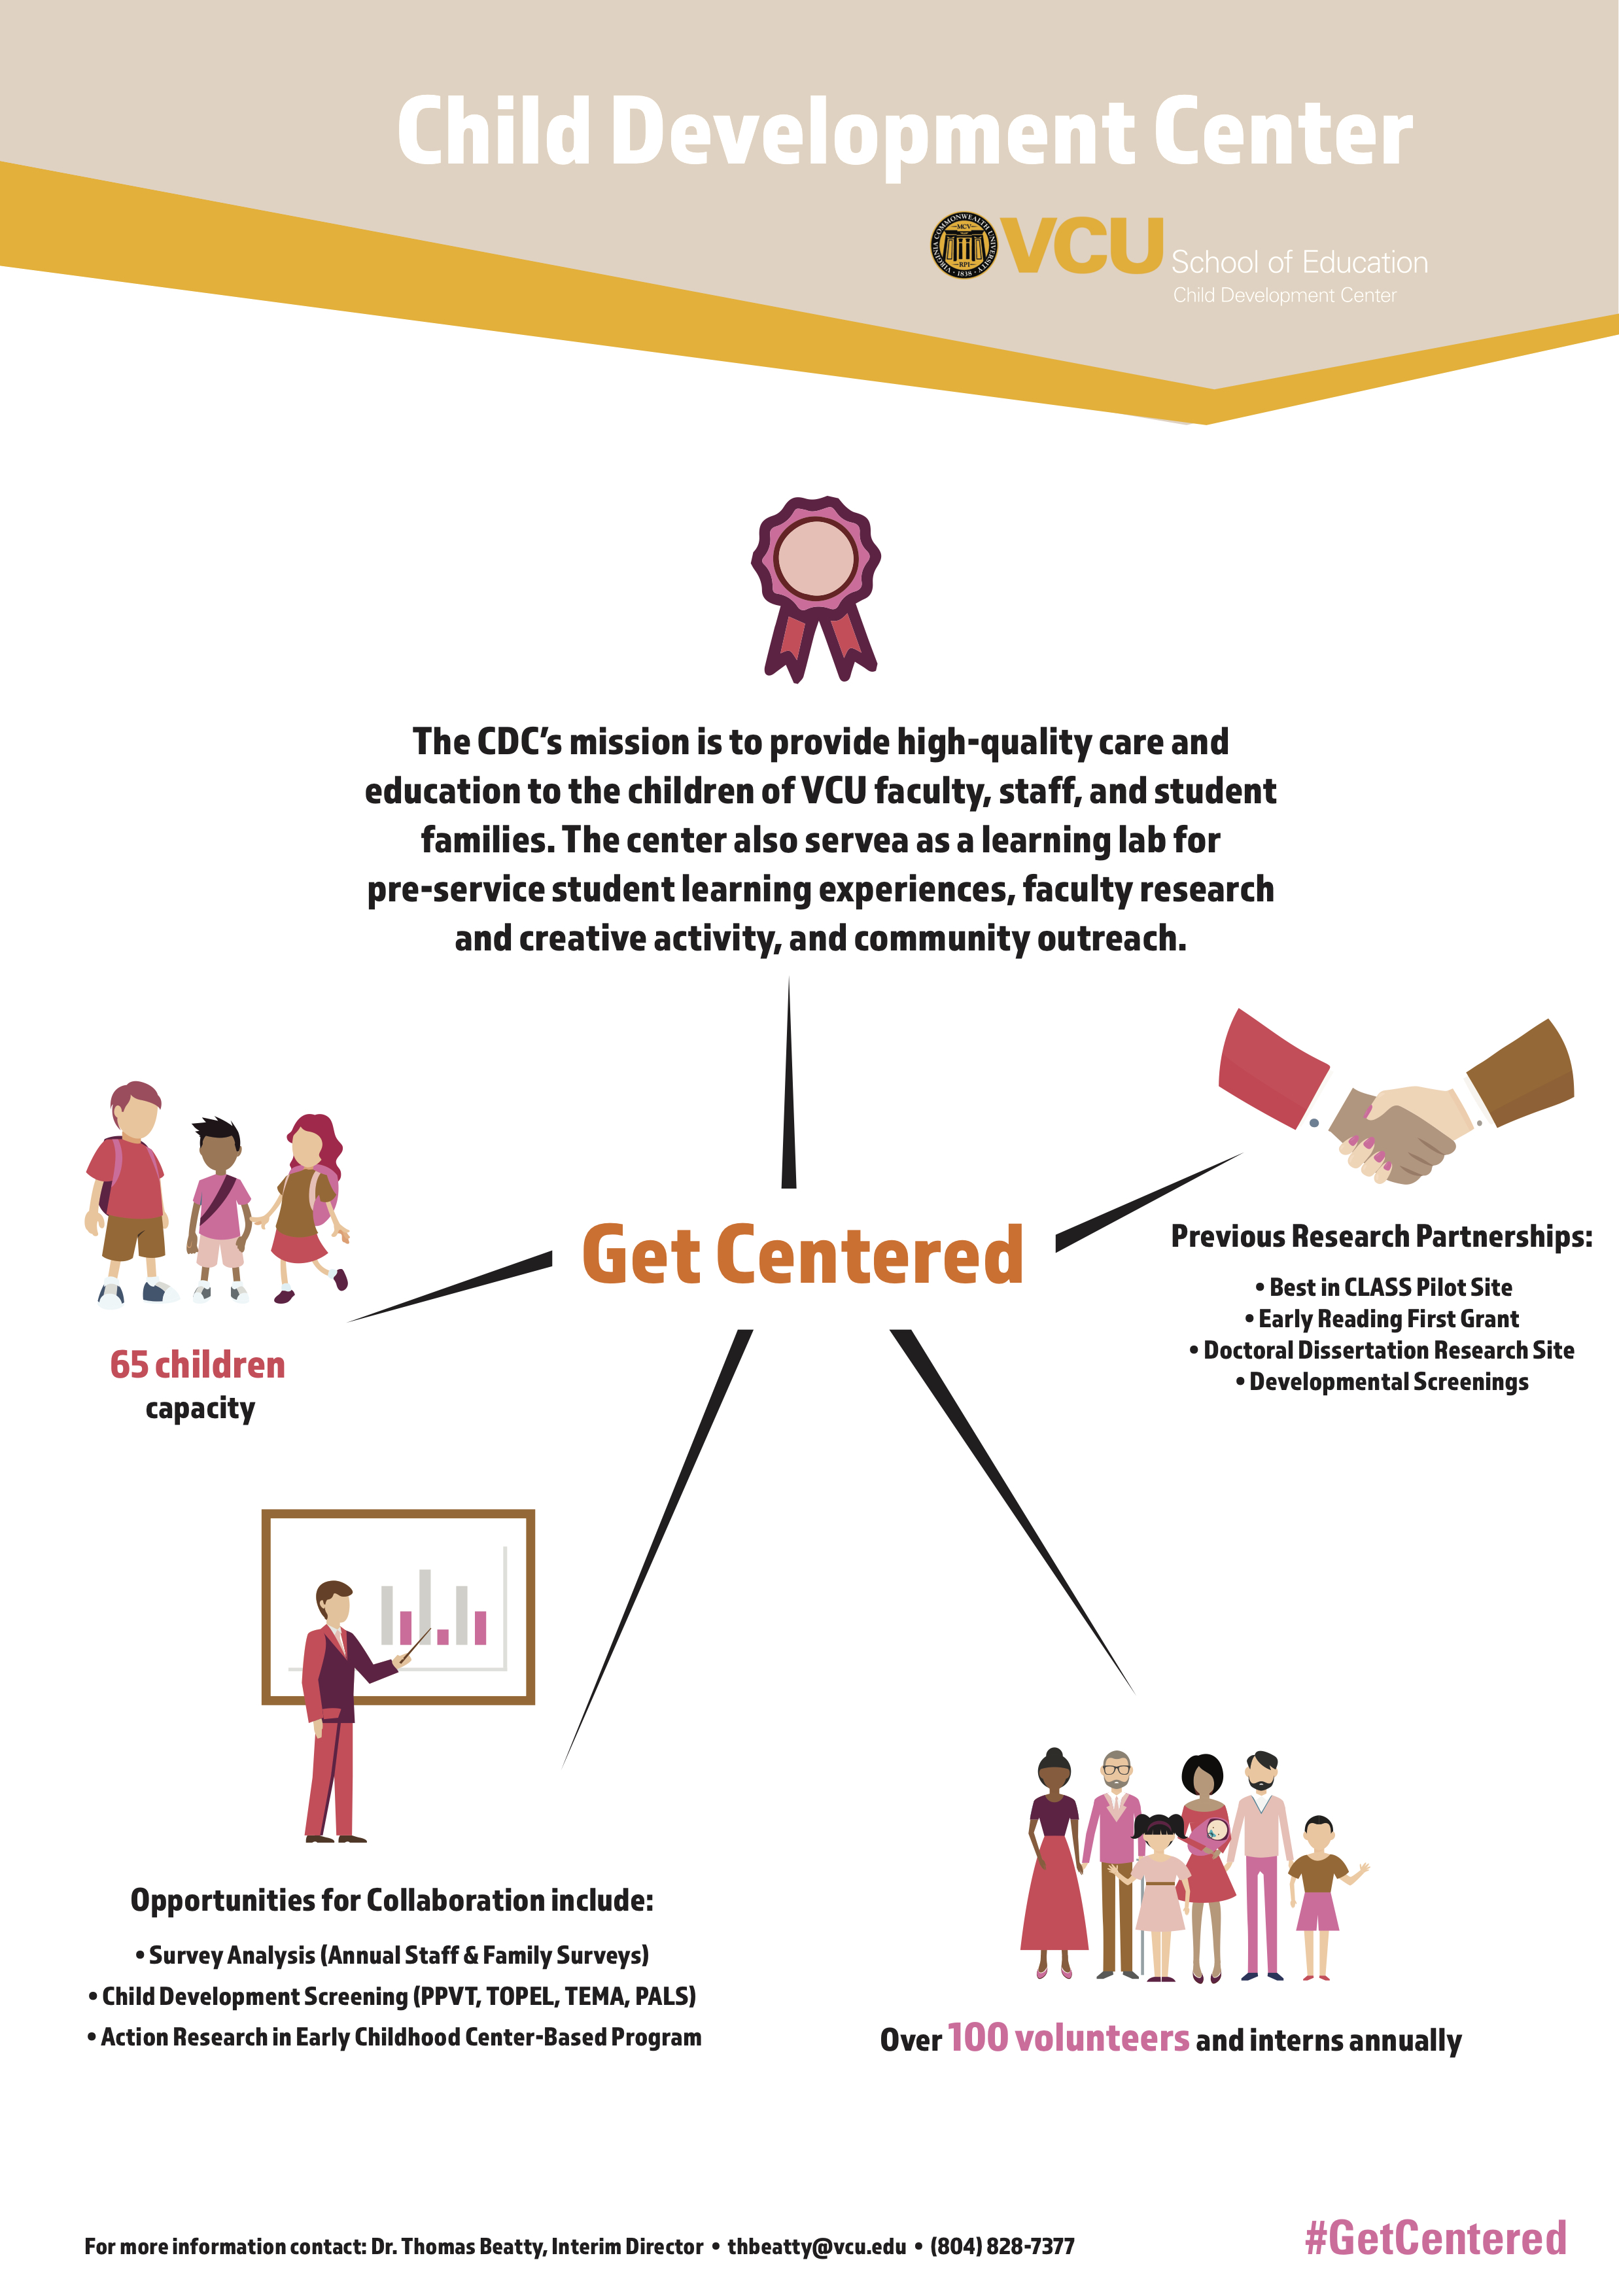 Child Development Center
VIRGINIA COMMONWEALTH UNIVERSITY
MCV
RPI
1838
VCU School of Education
Child Development Center
The CDC’s mission is to provide high-quality care and
education to the children of VCU faculty, staff, and student
families. The center also servea as a learning lab for
pre-service student learning experiences, faculty research
and creative activity, and community outreach.
Get Centered
65 children
capacity
Previous Research Partnerships:
• Best in CLASS Pilot Site
• Early Reading First Grant
• Doctoral Dissertation Research Site
• Developmental Screenings
Opportunities for Collaboration include:
• Survey Analysis (Annual Staff & Family Surveys)
• Child Development Screening (PPVT, TOPEL, TEMA, PALS)
• Action Research in Early Childhood Center-Based Program
Over 100 volunteers and interns annually
For more information contact: Dr. Thomas Beatty, Interim Director • thbeatty@vcu.edu • (804) 828-7377
#GetCentered